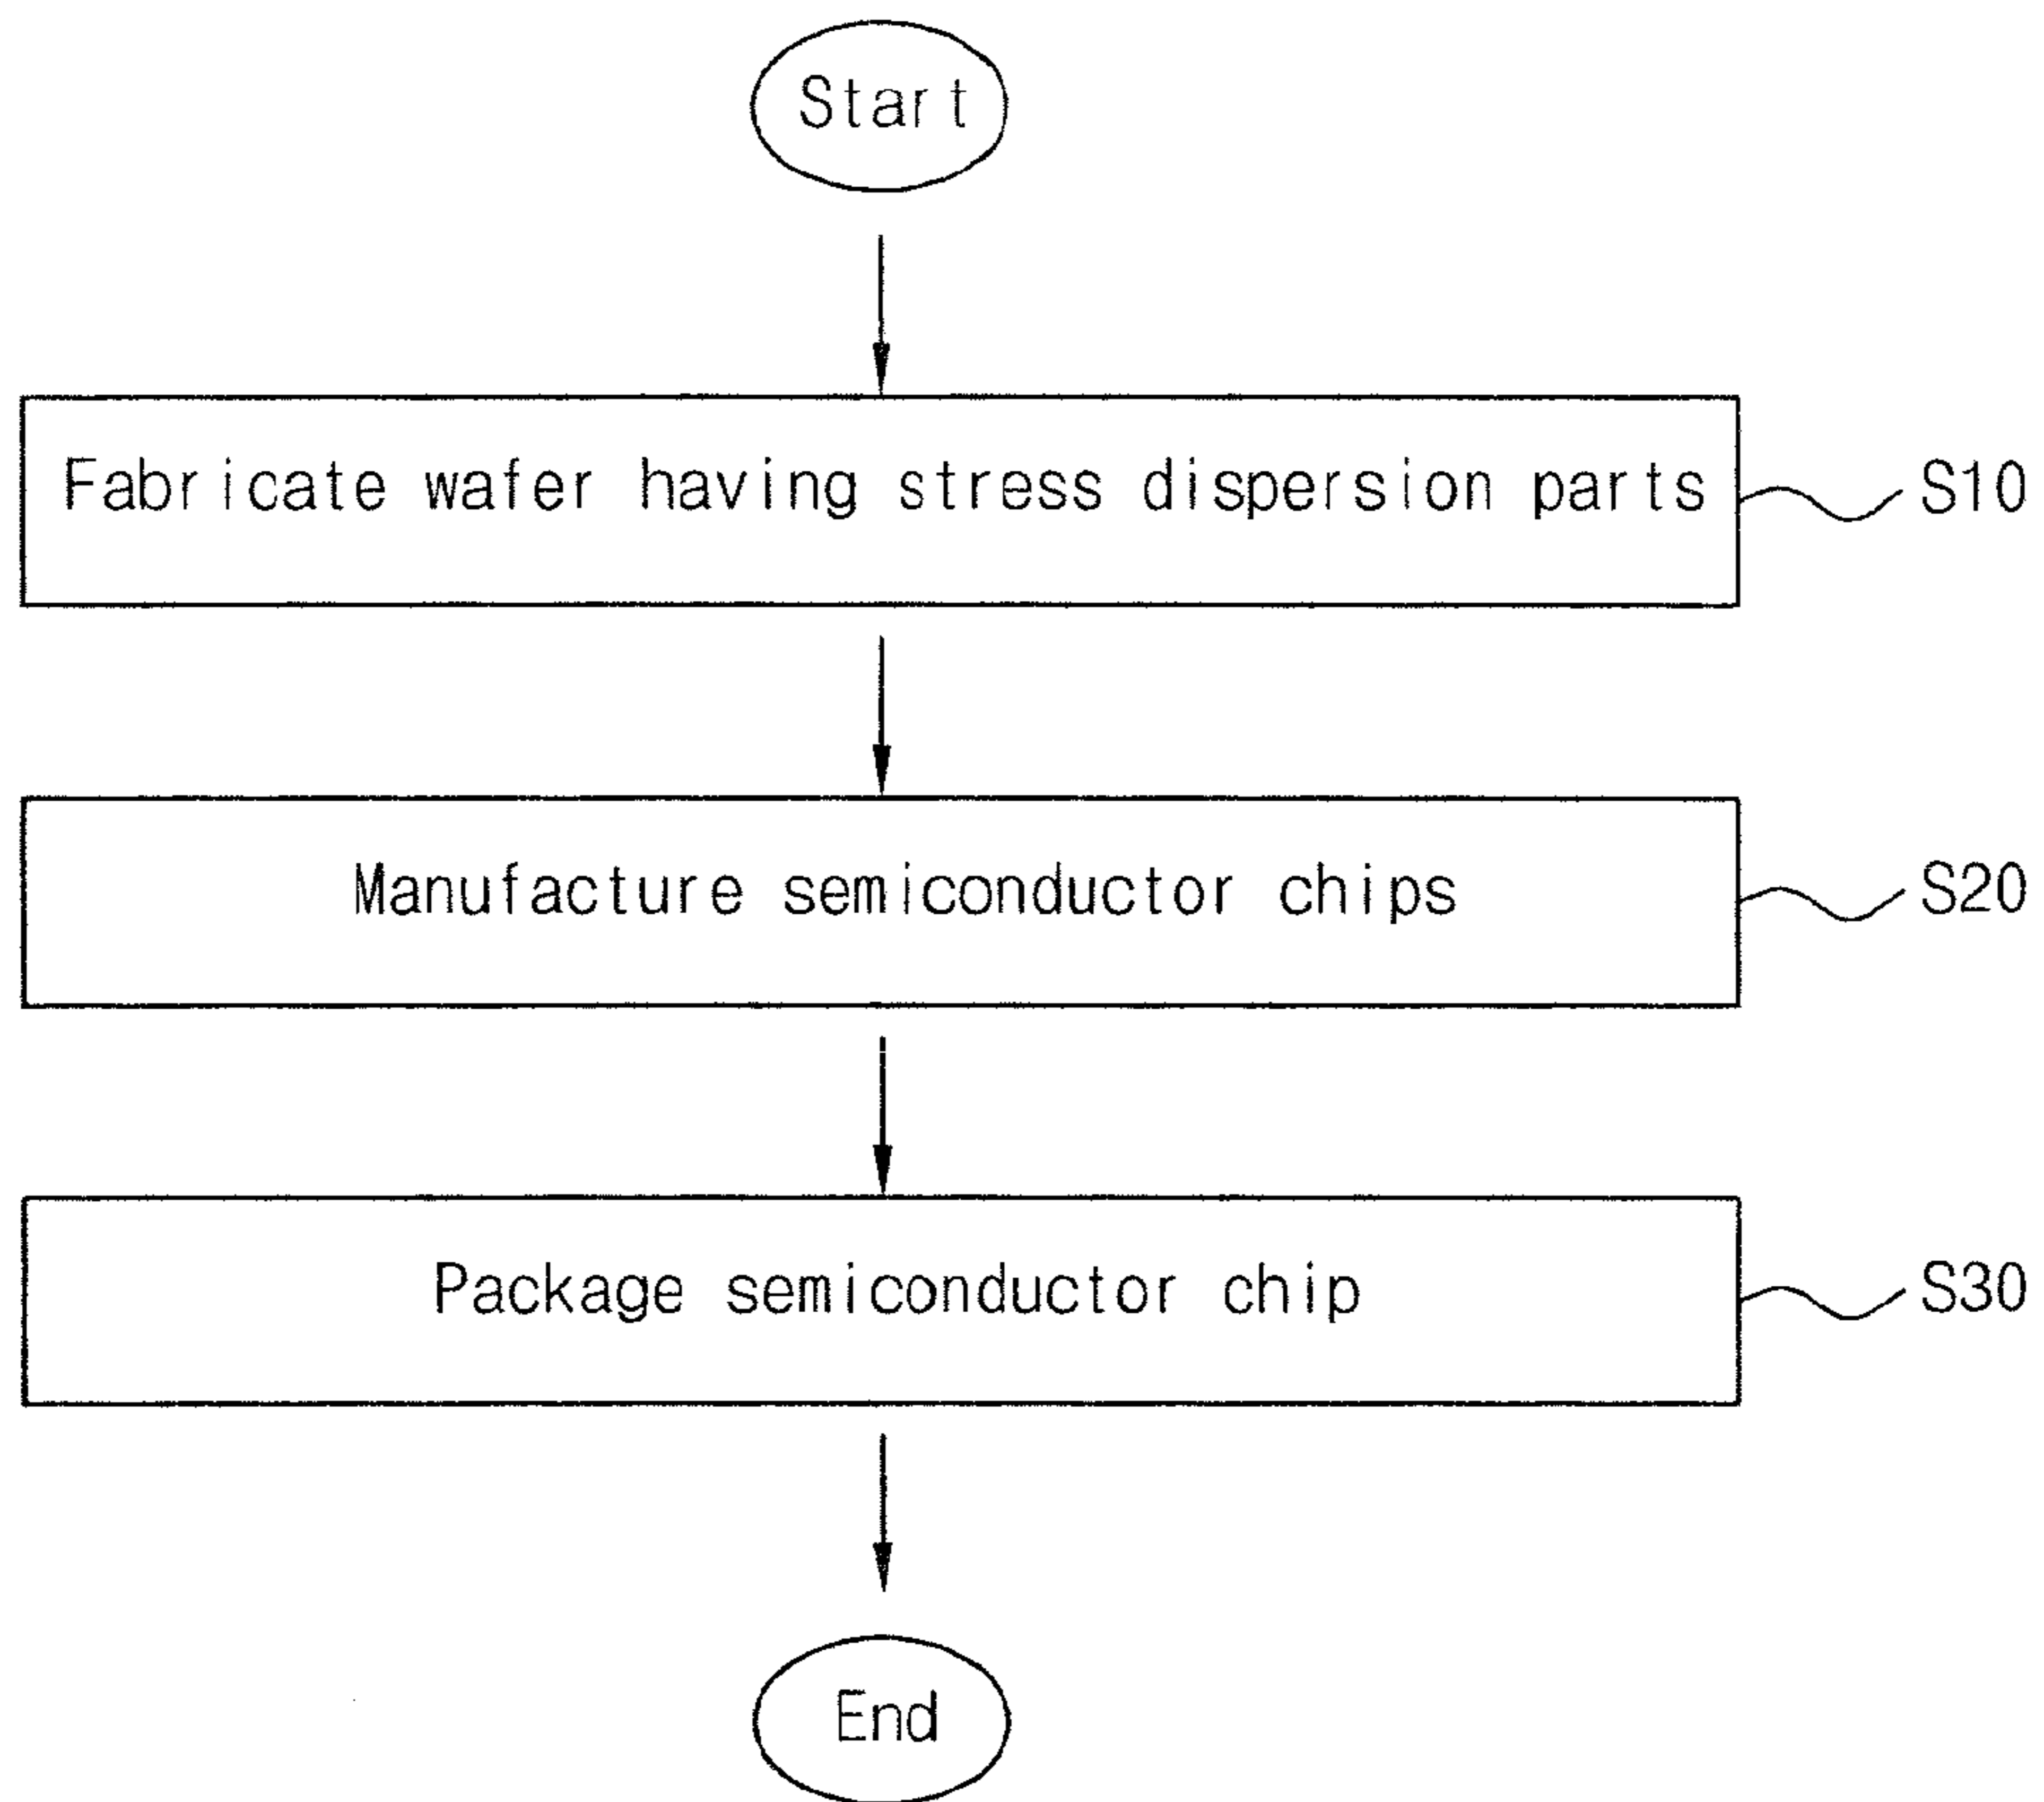 Start
Fabricate wafer having stress dispersion parts S10
Manufacture semiconductor chips S20
Package semiconductor chip S30
End